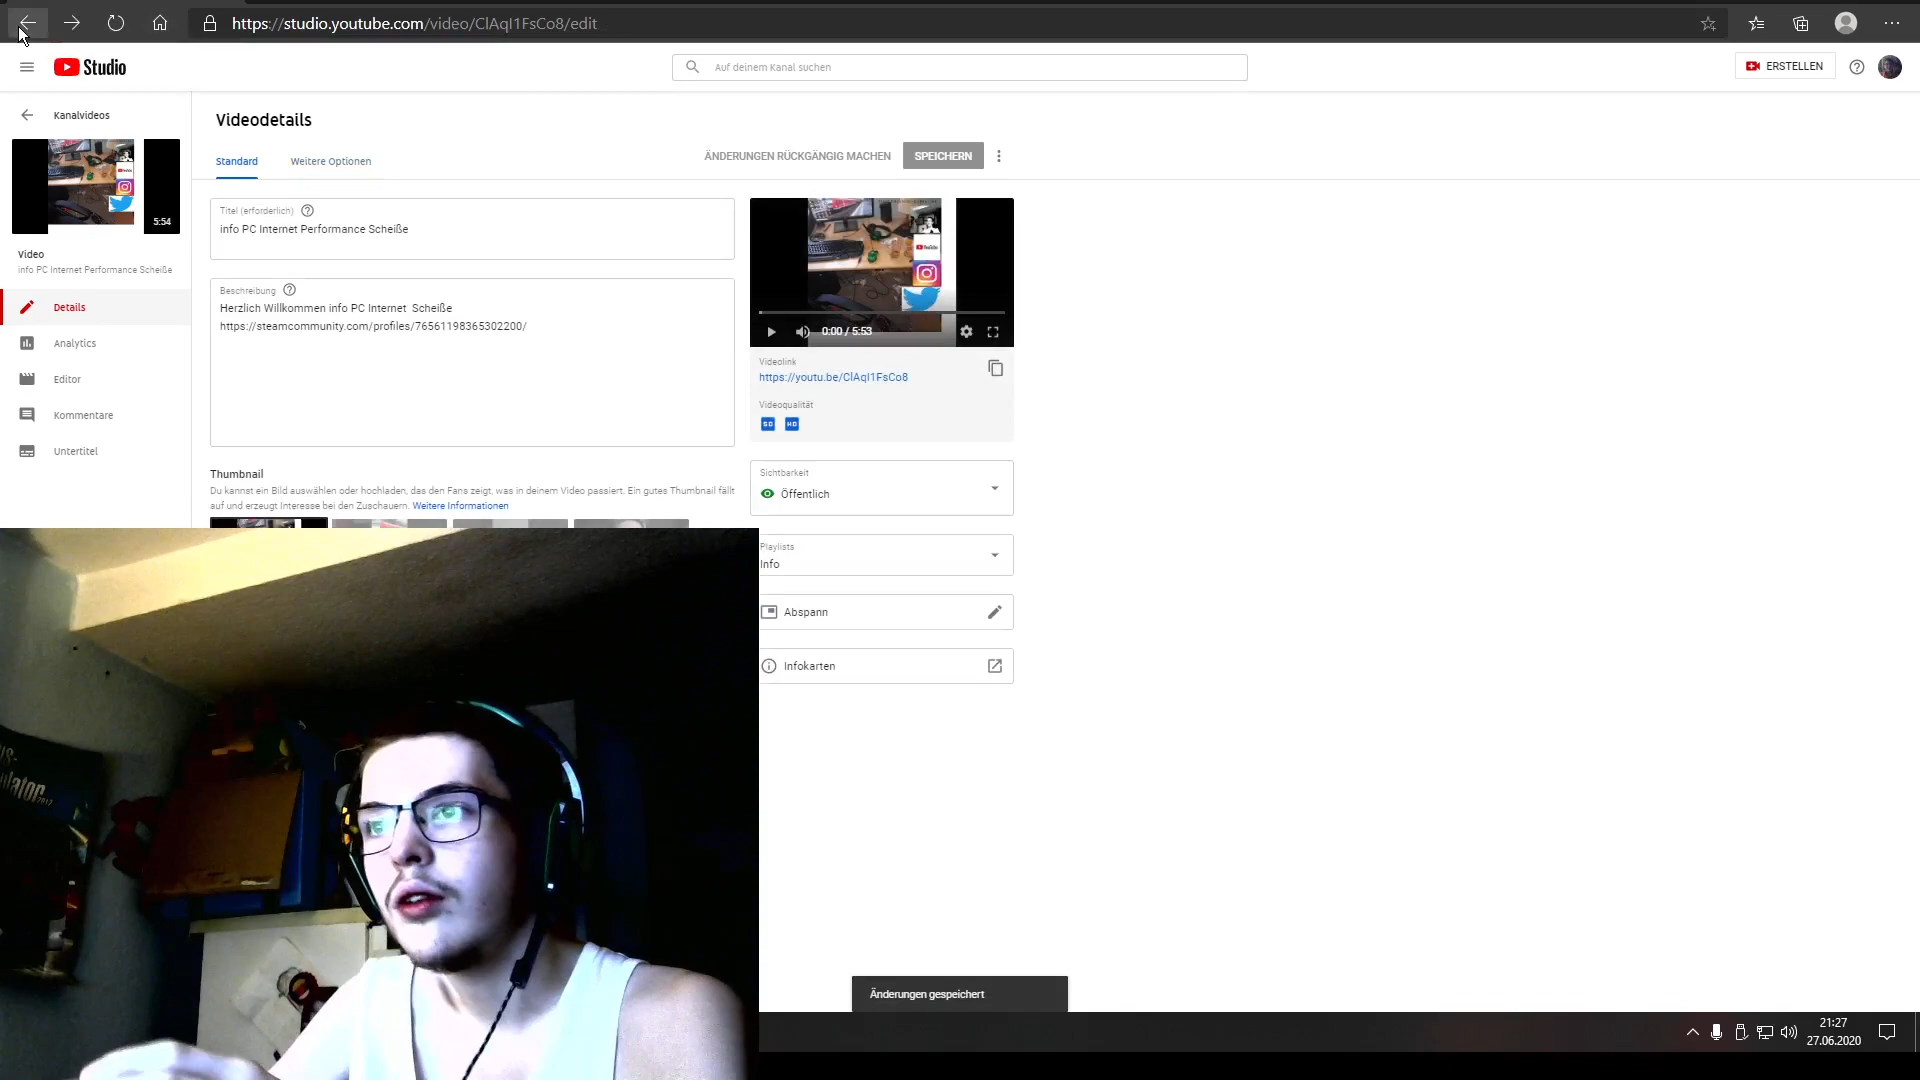 https://studio.youtube.com/video/ClAqI1FsCo8/edit
Studio
Auf deinem Kanal suchen
ERSTELLEN
Kanalvideos
5:54
Video
info PC Internet Performance Scheiße
Details
Analytics
Editor
Kommentare
Untertitel
Videodetails
Standard
Weitere Optionen
ÄNDERUNGEN RÜCKGÄNGIG MACHEN
SPEICHERN
Titel (erforderlich)
info PC Internet Performance Scheiße
Beschreibung
Herzlich Willkommen info PC Internet  Scheiße
https://steamcommunity.com/profiles/76561198365302200/
Thumbnail
Du kannst ein Bild auswählen oder hochladen, das den Fans zeigt, was in deinem Video passiert. Ein gutes Thumbnail fällt
auf und erzeugt Interesse bei den Zuschauern. Weitere Informationen
YouTube
0:00 / 5:53
Videolink
https://youtu.be/ClAqI1FsCo8
Videoqualität
SD HD
Sichtbarkeit
Öffentlich
Playlists
Info
Abspann
Infokarten
Änderungen gespeichert
21:27
27.06.2020